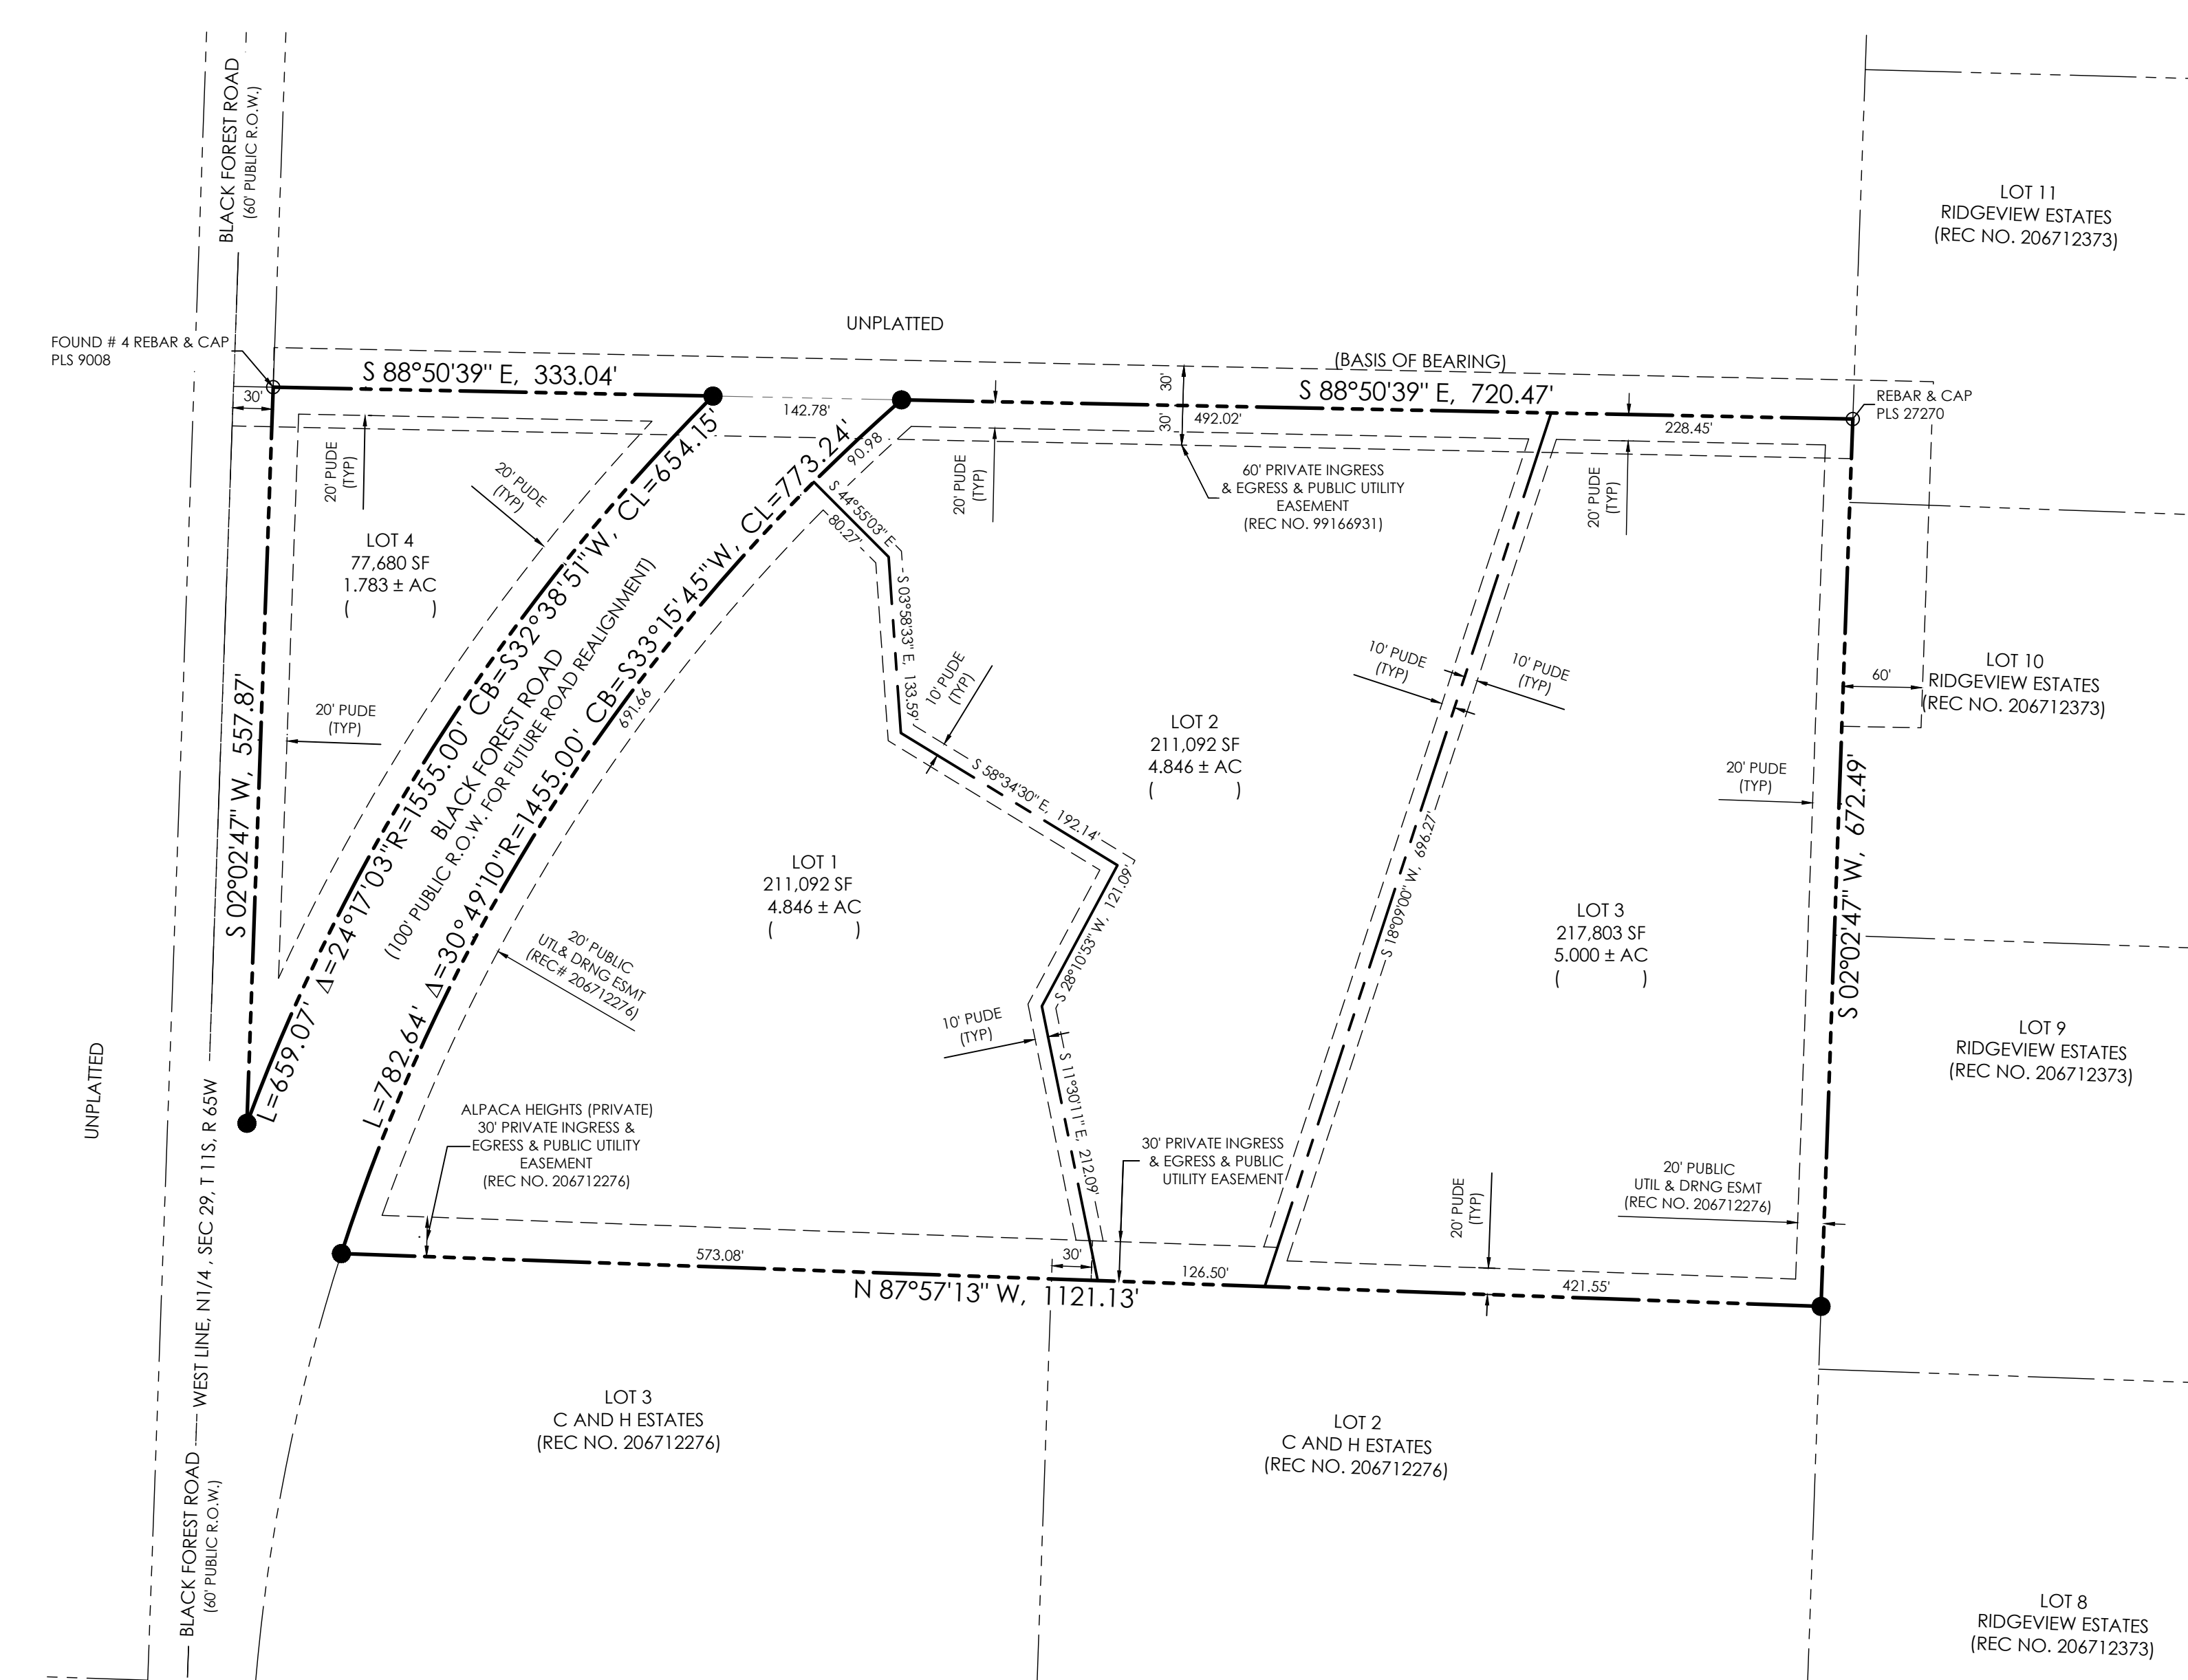 BLACK FOREST ROAD
(60' PUBLIC R.O.W.)
LOT 11
RIDGEVIEW ESTATES
(REC NO. 206712373)
UNPLATTED
FOUND # 4 REBAR & CAP
PLS 9008
(BASIS OF BEARING)
S 88°50'39" E, 333.04'
S 88°50'39" E, 720.47'
REBAR & CAP
PLS 27270
30'
142.78'
30'
30'
492.02'
228.45'
90.98
20' PUDE
(TYP)
20' PUDE
(TYP)
20' PUDE
(TYP)
60' PRIVATE INGRESS
& EGRESS & PUBLIC UTILITY
EASEMENT
(REC NO. 99166931)
20' PUDE
(TYP)
S 44°55'03" E
80.27'
LOT 4
77,680 SF
1.783 ± AC
( )
S 03°58'33" E, 133.59'
10' PUDE
(TYP)
10' PUDE
(TYP)
10' PUDE
(TYP)
60'
LOT 10
RIDGEVIEW ESTATES
(REC NO. 206712373)
20' PUDE
(TYP)
S 02°02'47" W, 557.87'
L=659.07' Δ=24°17'03"R=1555.00' CB=S32°38'51"W, CL=654.15'
BLACK FOREST ROAD
(100' PUBLIC R.O.W. FOR FUTURE ROAD REALIGNMENT)
L=782.64' Δ=30°49'10"R=1455.00' CB=S33°15'45"W, CL=773.24'
691.66
LOT 2
211,092 SF
4.846 ± AC
( )
S 58°34'30" E, 192.14'
20' PUDE
(TYP)
S 02°02'47" W, 672.49'
LOT 1
211,092 SF
4.846 ± AC
( )
S 28°10'53" W, 121.09'
S 18°09'00" W, 696.27'
LOT 3
217,803 SF
5.000 ± AC
( )
20' PUBLIC
UTL& DRNG ESMT
(REC# 206712276)
10' PUDE
(TYP)
S 11°30'11" E, 212.09'
LOT 9
RIDGEVIEW ESTATES
(REC NO. 206712373)
UNPLATTED
ALPACA HEIGHTS (PRIVATE)
30' PRIVATE INGRESS &
EGRESS & PUBLIC UTILITY
EASEMENT
(REC NO. 206712276)
30' PRIVATE INGRESS
& EGRESS & PUBLIC
UTILITY EASEMENT
20' PUDE
(TYP)
20' PUBLIC
UTIL & DRNG ESMT
(REC NO. 206712276)
573.08'
30'
126.50'
421.55'
N 87°57'13" W, 1121.13'
WEST LINE, N1/4, SEC 29, T 11S, R 65W
BLACK FOREST ROAD
(60' PUBLIC R.O.W.)
LOT 3
C AND H ESTATES
(REC NO. 206712276)
LOT 2
C AND H ESTATES
(REC NO. 206712276)
LOT 8
RIDGEVIEW ESTATES
(REC NO. 206712373)